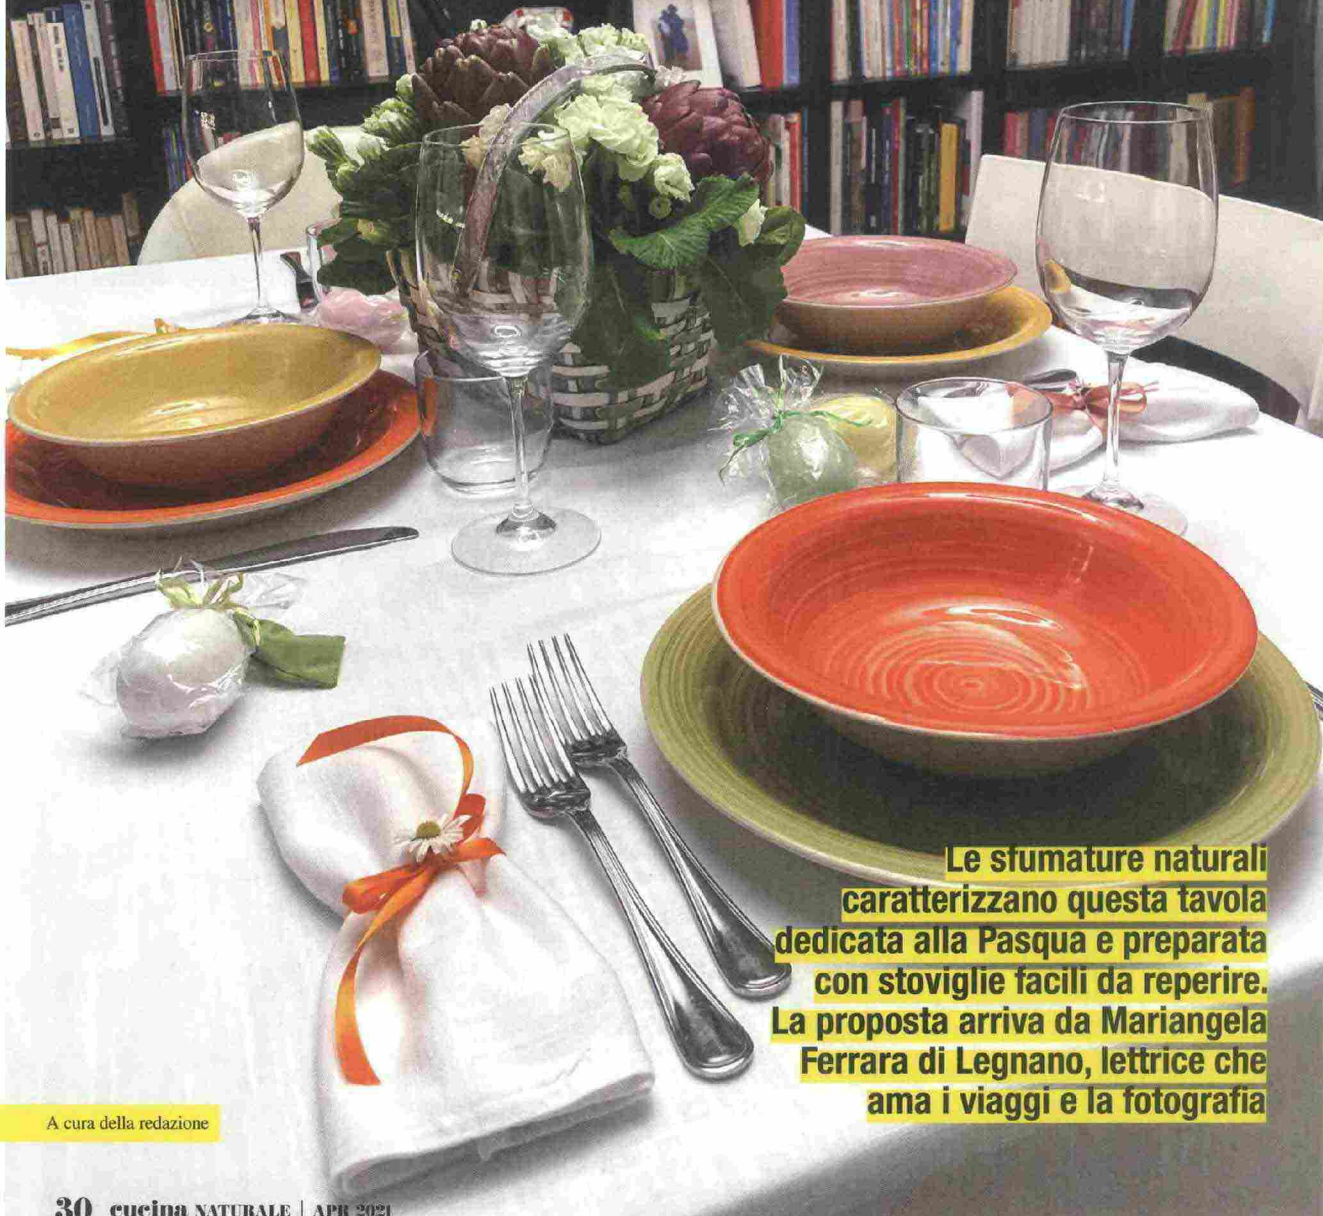 Le sfumature naturali
caratterizzano questa tavola
dedicata alla Pasqua e preparata
con stoviglie facili da reperire.
La proposta arriva da Mariangela
Ferrara di Legnano, lettrice che
ama i viaggi e la fotografia
A cura della redazione
30 cucina NATURALE | APR 2021